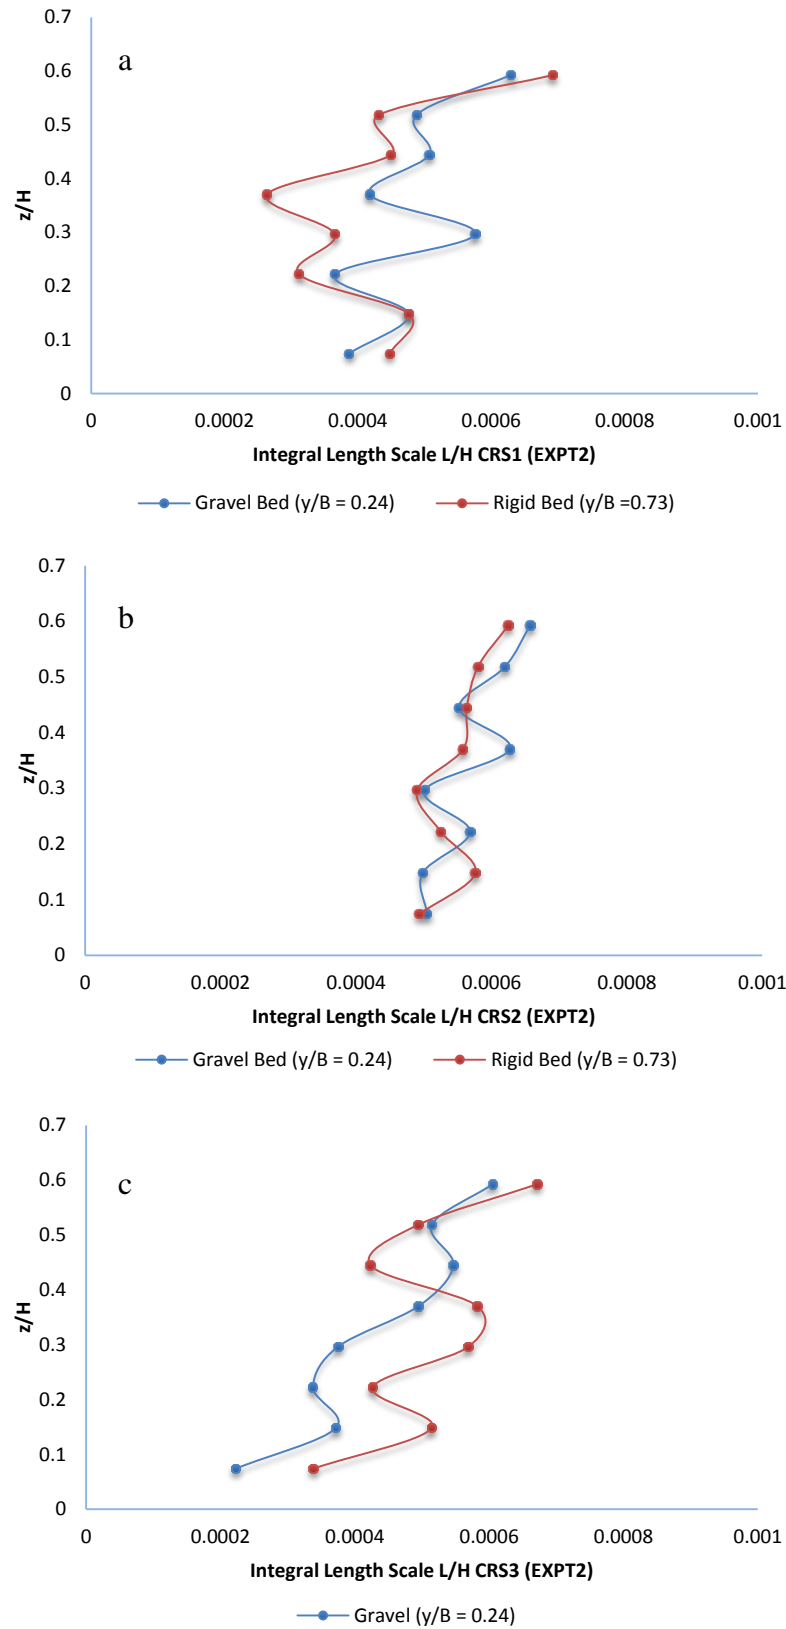 0.7
a
0.6
0.5
0.4
z/H
0.3
0.2
0.1
0
0 0.0002 0.0004 0.0006 0.0008 0.001
Integral Length Scale L/H CRS1 (EXPT2)
Gravel Bed (y/B = 0.24) Rigid Bed (y/B =0.73)
0.7
b
0.6
0.5
0.4
z/H
0.3
0.2
0.1
0
0 0.0002 0.0004 0.0006 0.0008 0.001
Integral Length Scale L/H CRS2 (EXPT2)
Gravel Bed (y/B = 0.24) Rigid Bed (y/B = 0.73)
0.7
c
0.6
0.5
0.4
z/H
0.3
0.2
0.1
0
0 0.0002 0.0004 0.0006 0.0008 0.001
Integral Length Scale L/H CRS3 (EXPT2)
Gravel (y/B = 0.24)